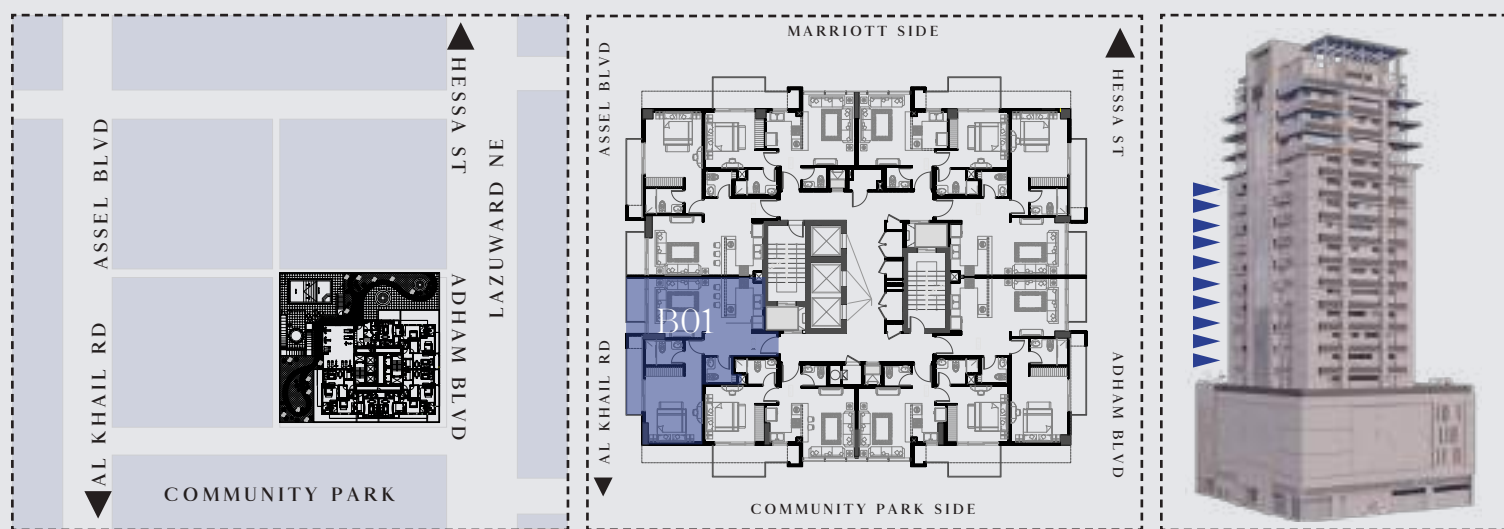 HESSA ST
ASSEL BLVD
LAZUWARD NE
AL KHAIL RD
ADHAM BLVD
COMMUNITY PARK
MARRIOTT SIDE
ASSEL BLVD
HESSA ST
B01
AL KHAIL RD
ADHAM BLVD
COMMUNITY PARK SIDE